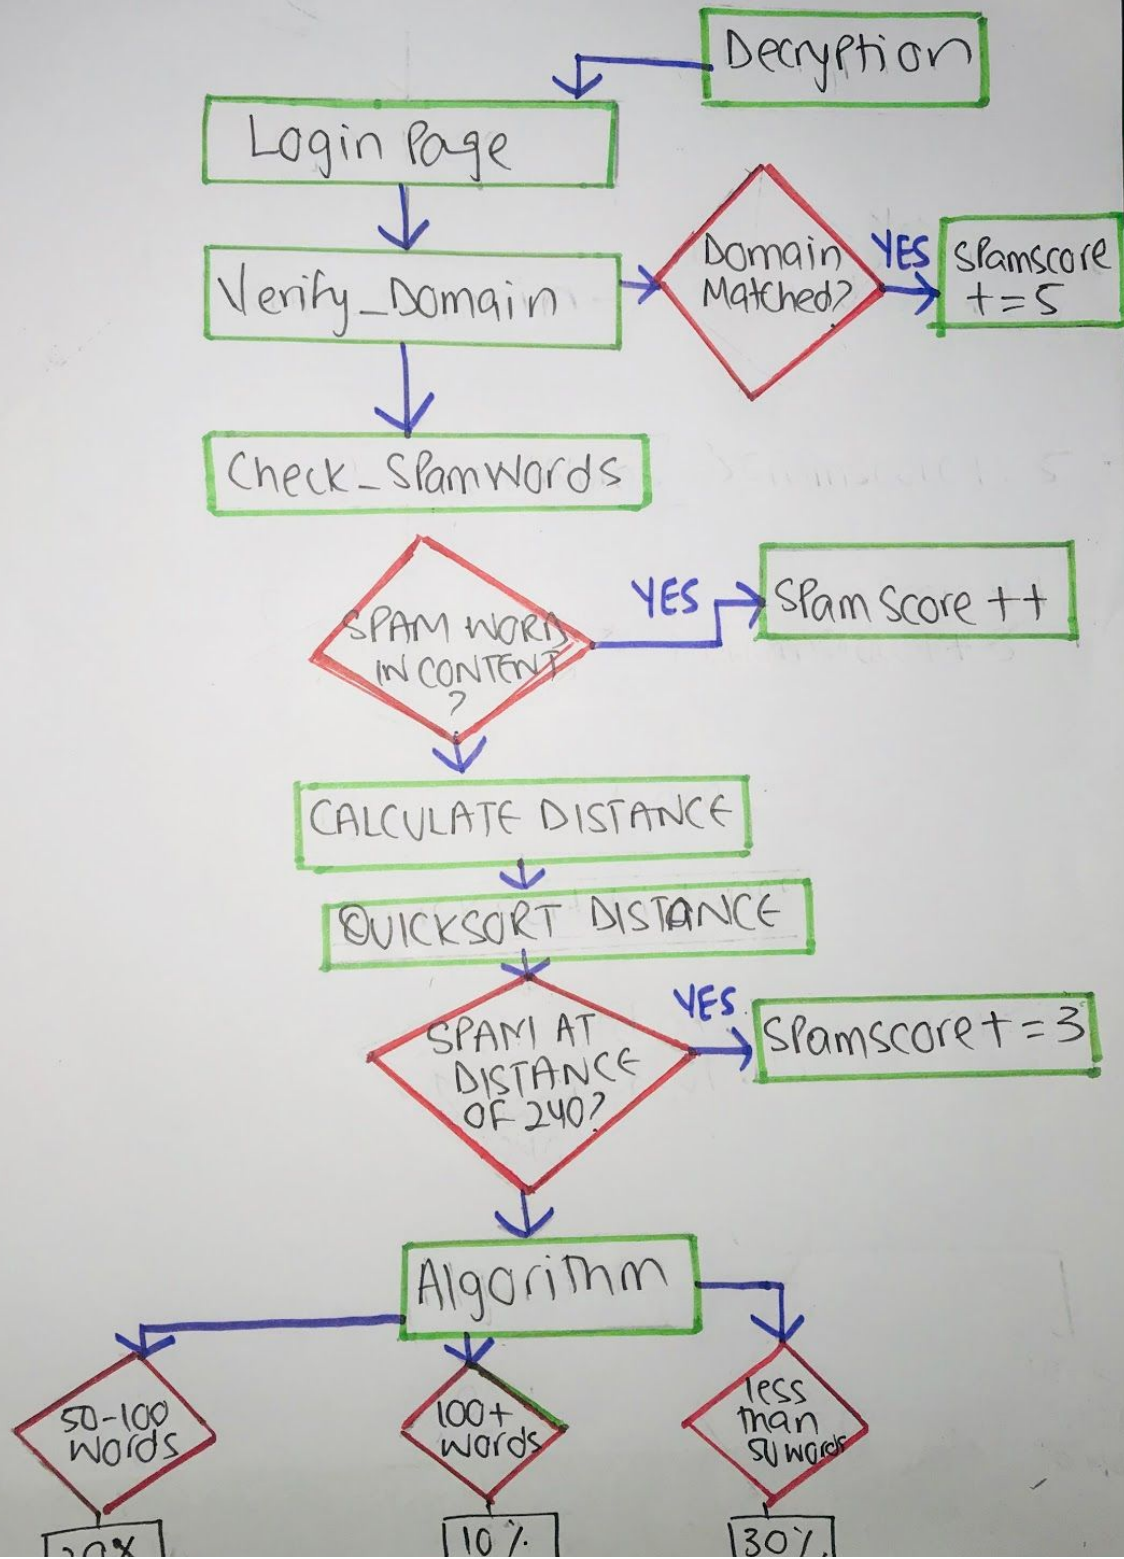 Decryption
Login Page
Verify_Domain
Domain
Matched?
YES
Spamscore
+=5
Check_SpamWords
SPAM WORD
IN CONTENT
?
YES
Spam Score ++
CALCULATE DISTANCE
QUICKSORT DISTANCE
SPAM AT
DISTANCE
OF 240?
YES
Spamscore+=3
Algorithm
50-100
words
100+
words
less
than
50 words
10%
30%